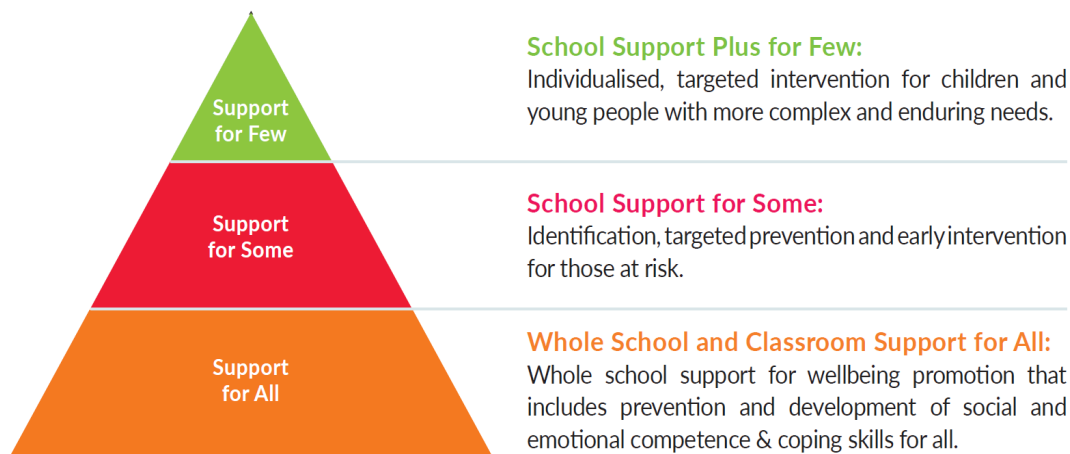 Support
for Few
School Support Plus for Few:
Individualised, targeted intervention for children and
young people with more complex and enduring needs.
Support
for Some
School Support for Some:
Identification, targeted prevention and early intervention
for those at risk.
Support
for All
Whole School and Classroom Support for All:
Whole school support for wellbeing promotion that
includes prevention and development of social and
emotional competence & coping skills for all.